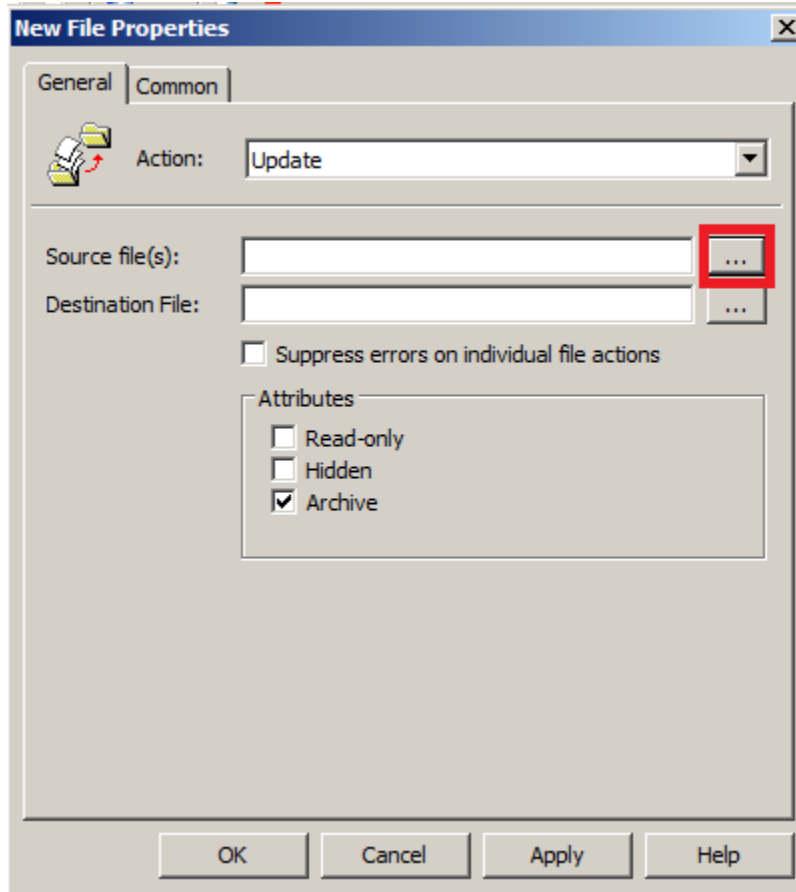 New File Properties
General Common
Action: Update
Source file(s): ...
Destination File: ...
Suppress errors on individual file actions
Attributes
Read-only
Hidden
Archive
OK Cancel Apply Help